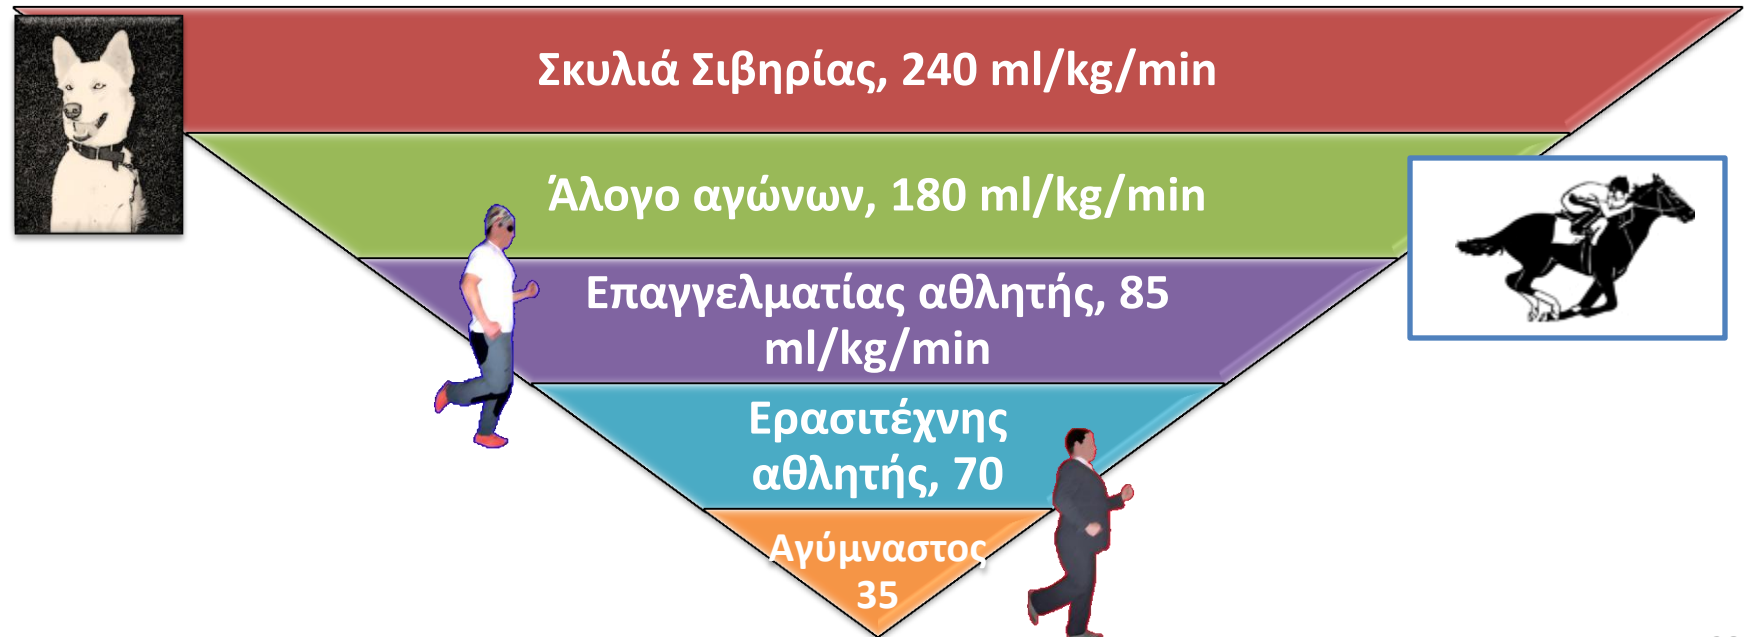 Σκυλιά Σιβηρίας, 240 ml/kg/min
Άλογο αγώνων, 180 ml/kg/min
Επαγγελματίας αθλητής, 85
ml/kg/min
Ερασιτέχνης
αθλητής, 70
Αγύμναστος
35